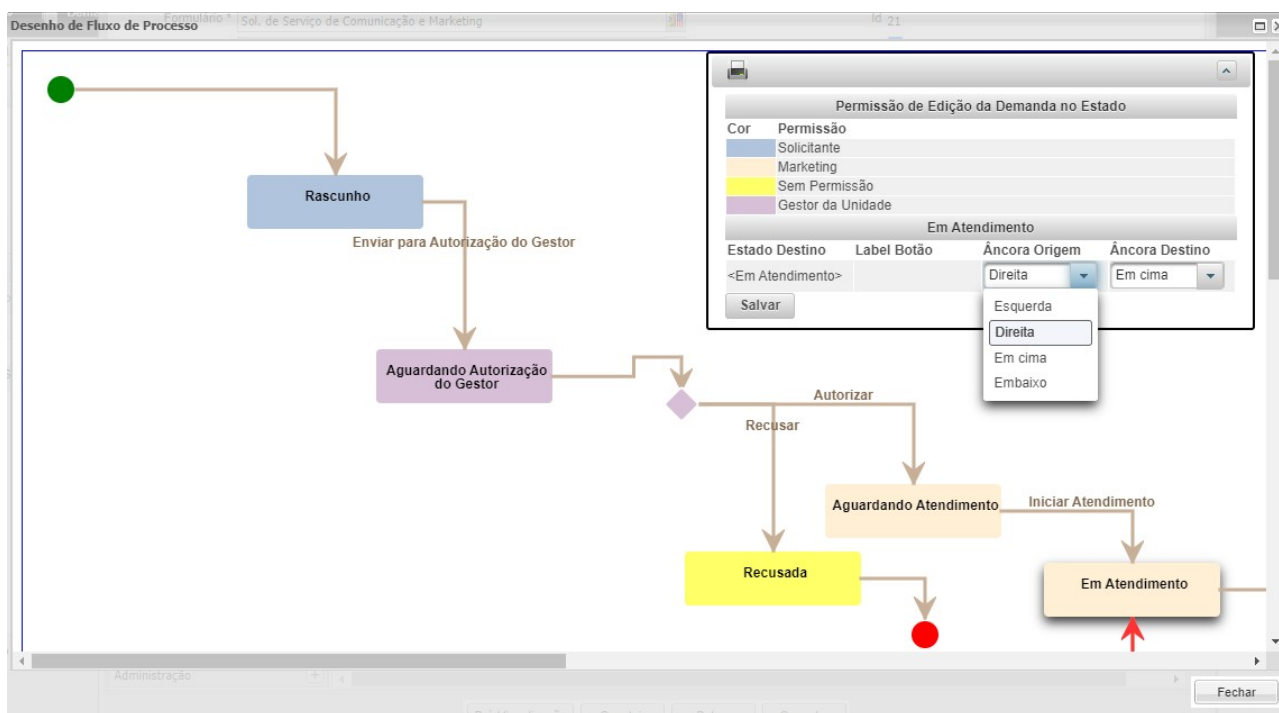 Formulário * Sol. de Serviço de Comunicação e Marketing Id 21
Desenho de Fluxo de Processo
Permissão de Edição da Demanda no Estado
Cor Permissão
Solicitante
Marketing
Sem Permissão
Gestor da Unidade
Em Atendimento
Estado Destino Label Botão Âncora Origem Âncora Destino
<Em Atendimento> Direita Em cima
Salvar
Esquerda
Direita
Em cima
Embaixo
Rascunho
Enviar para Autorização do Gestor
Aguardando Autorização
do Gestor
Autorizar
Recusar
Aguardando Atendimento
Iniciar Atendimento
Recusada
Em Atendimento
Administração
Fechar